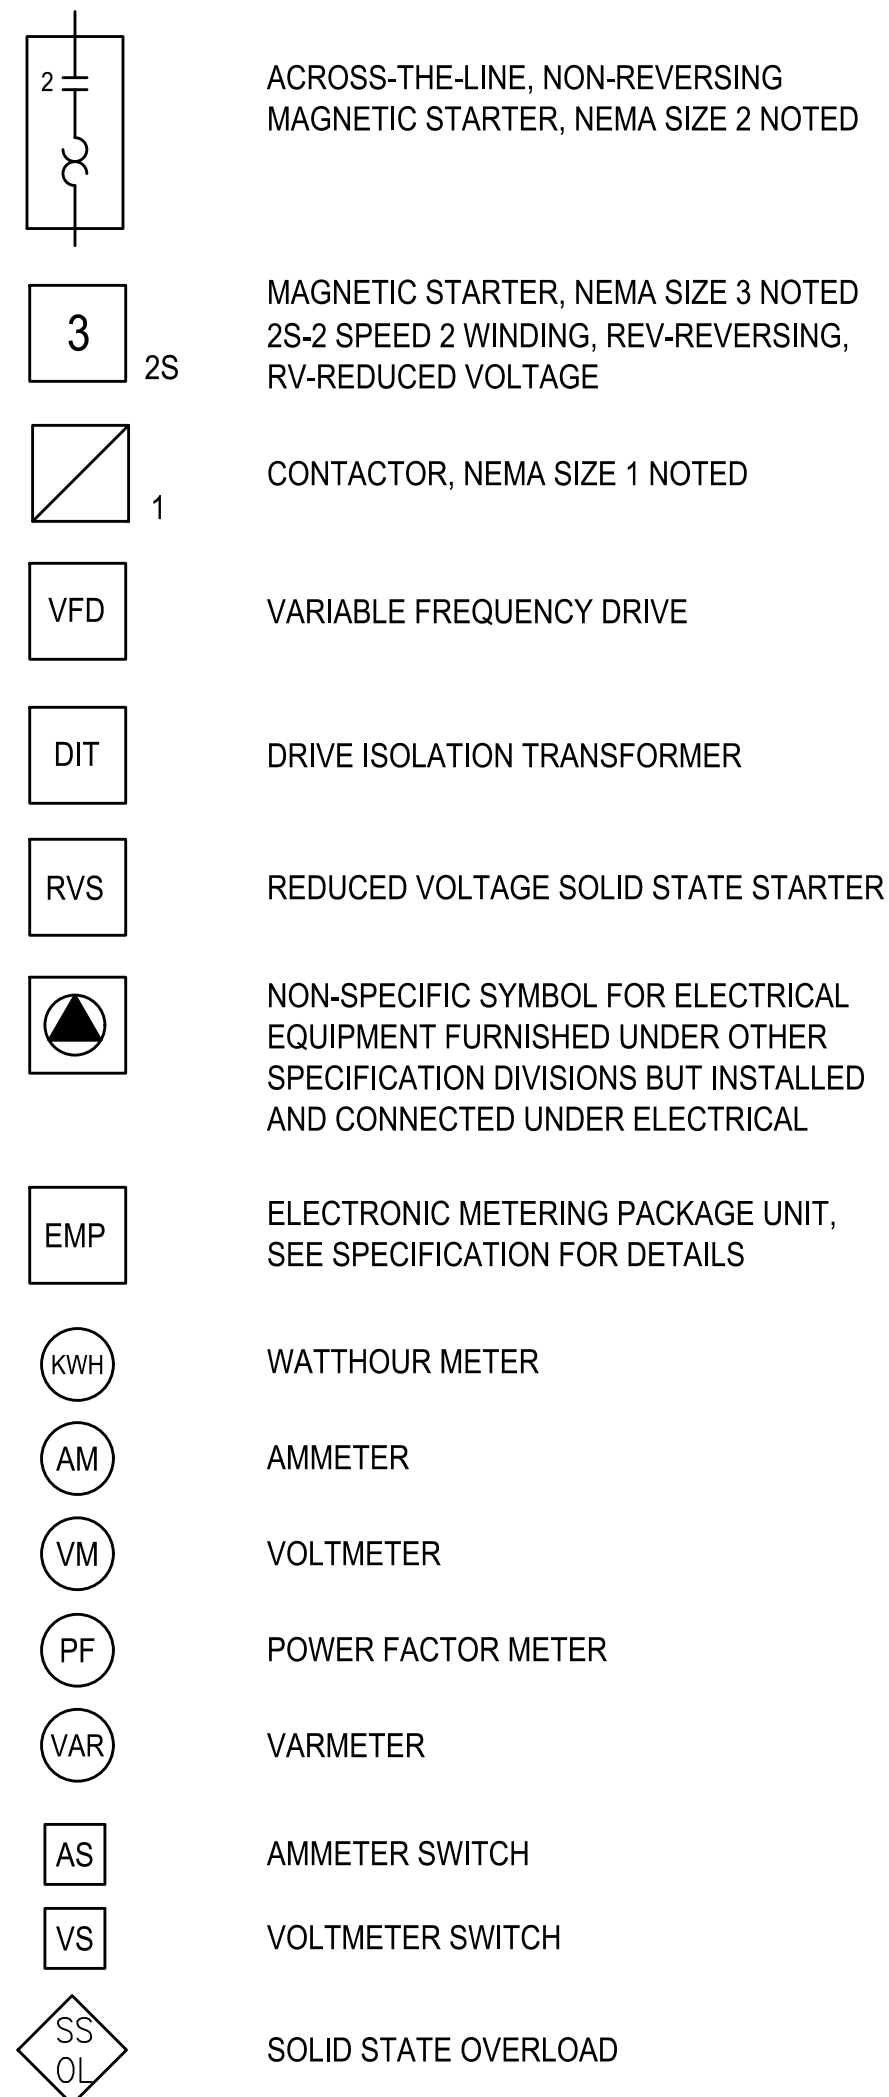 2
ACROSS-THE-LINE, NON-REVERSING
MAGNETIC STARTER, NEMA SIZE 2 NOTED
3
2S
MAGNETIC STARTER, NEMA SIZE 3 NOTED
2S-2 SPEED 2 WINDING, REV-REVERSING,
RV-REDUCED VOLTAGE
1
CONTACTOR, NEMA SIZE 1 NOTED
VFD
VARIABLE FREQUENCY DRIVE
DIT
DRIVE ISOLATION TRANSFORMER
RVS
REDUCED VOLTAGE SOLID STATE STARTER
NON-SPECIFIC SYMBOL FOR ELECTRICAL
EQUIPMENT FURNISHED UNDER OTHER
SPECIFICATION DIVISIONS BUT INSTALLED
AND CONNECTED UNDER ELECTRICAL
EMP
ELECTRONIC METERING PACKAGE UNIT,
SEE SPECIFICATION FOR DETAILS
KWH
WATTHOUR METER
AM
AMMETER
VM
VOLTMETER
PF
POWER FACTOR METER
VAR
VARMETER
AS
AMMETER SWITCH
VS
VOLTMETER SWITCH
SS
OL
SOLID STATE OVERLOAD